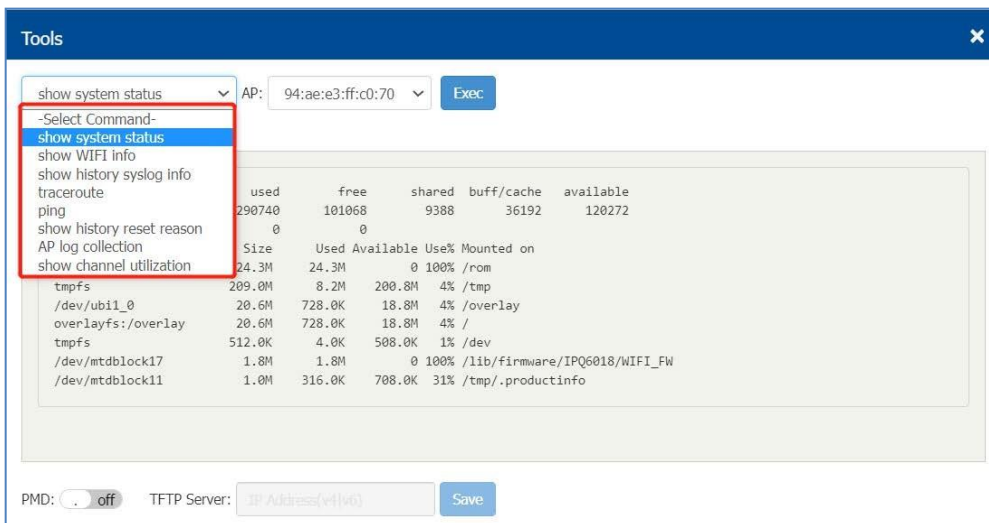 Tools
show system status AP: 94:ae:e3:ff:c0:70 Exec
-Select Command-
show system status
show WIFI info
show history syslog info
traceroute
ping
show history reset reason
AP log collection
show channel utilization
used free shared buff/cache available
290740 101068 9388 36192 120272
0 0
Size Used Available Use% Mounted on
24.3M 24.3M 0 100% /rom
tmpfs 209.0M 8.2M 200.8M 4% /tmp
/dev/ubi1_0 20.6M 728.0K 18.8M 4% /overlay
overlayfs:/overlay 20.6M 728.0K 18.8M 4% /
tmpfs 512.0K 4.0K 508.0K 1% /dev
/dev/mtdblock17 1.8M 1.8M 0 100% /lib/firmware/IPQ6018/WIFI_FW
/dev/mtdblock11 1.0M 316.0K 708.0K 31% /tmp/.productinfo
PMD: off TFTP Server: IP Address(v4|v6) Save